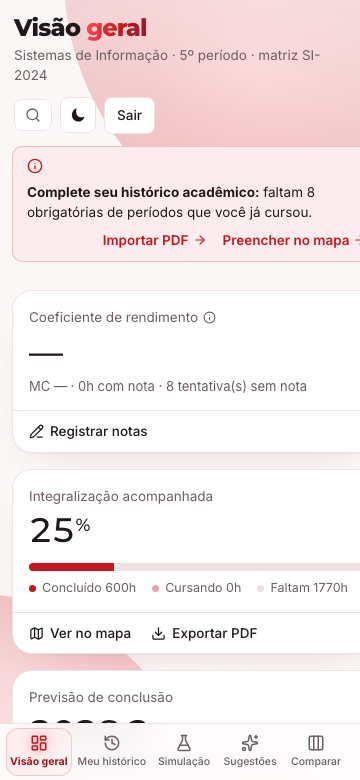 Visão geral
Sistemas de Informação · 5º período · matriz SI-
2024
Sair
Complete seu histórico acadêmico: faltam 8
obrigatórias de períodos que você já cursou.
Importar PDF → Preencher no mapa →
Coeficiente de rendimento
—
MC — · 0h com nota · 8 tentativa(s) sem nota
Registrar notas
Integralização acompanhada
25%
Concluído 600h Cursando 0h Faltam 1770h
Ver no mapa Exportar PDF
Previsão de conclusão
Visão geral Meu histórico Simulação Sugestões Comparar